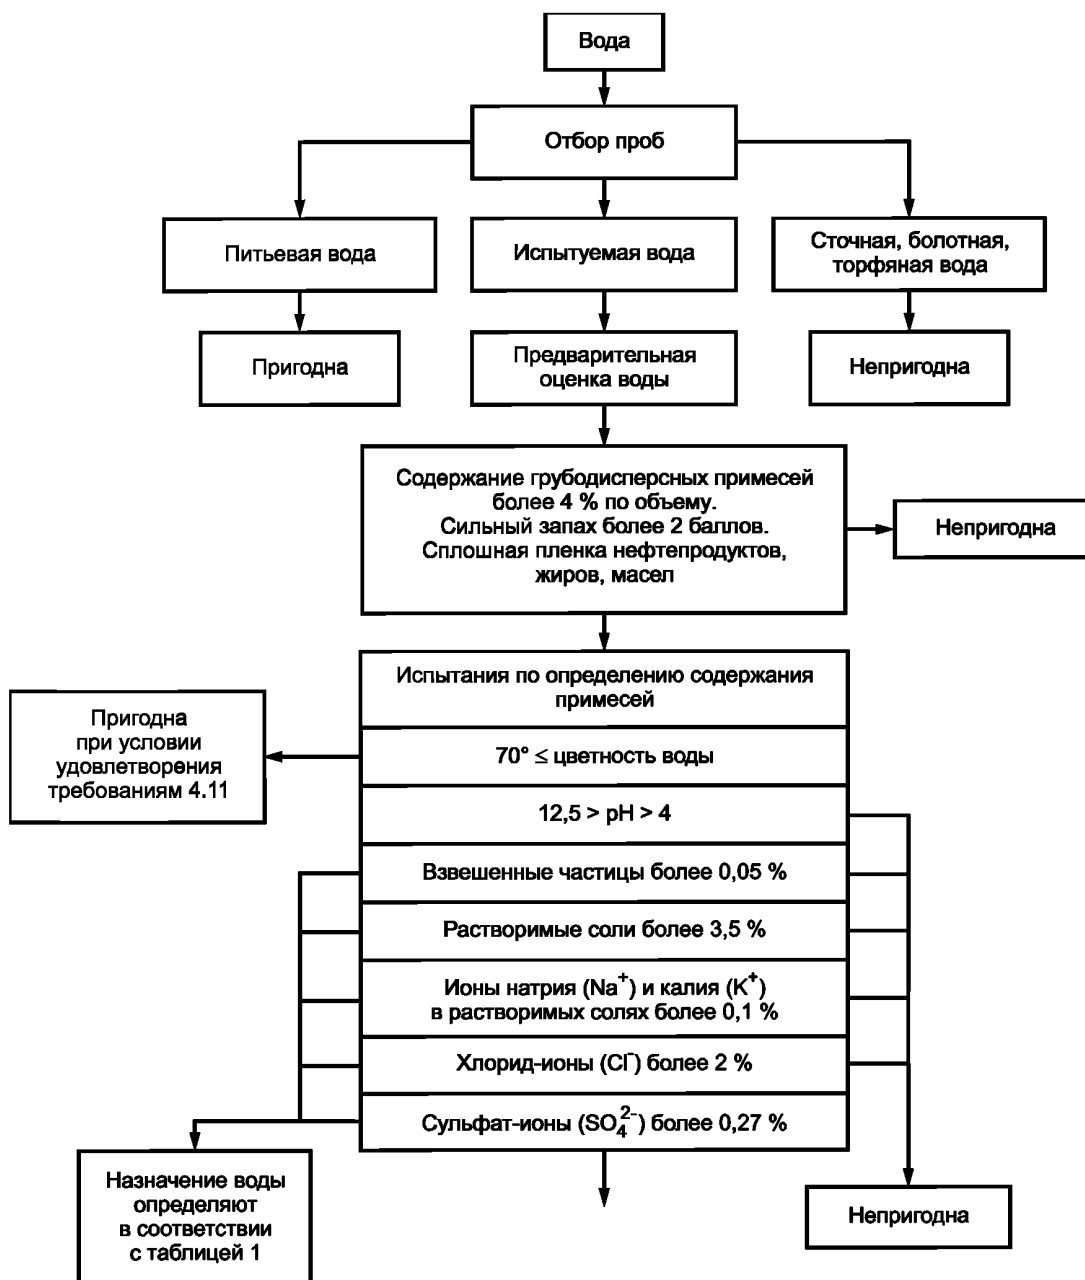 Вода
Отбор проб
Питьевая вода
Испытуемая вода
Сточная, болотная,
торфяная вода
Пригодна
Предварительная
оценка воды
Непригодна
Содержание грубодисперсных примесей
более 4 % по объему.
Сильный запах более 2 баллов.
Сплошная пленка нефтепродуктов,
жиров, масел
Непригодна
Испытания по определению содержания
примесей
Пригодна
при условии
удовлетворения
требованиям 4.11
70° ≤ цветность воды
12,5 > pH > 4
Взвешенные частицы более 0,05 %
Растворимые соли более 3,5 %
Ионы натрия (Na⁺) и калия (K⁺)
в растворимых солях более 0,1 %
Хлорид-ионы (Cl⁻) более 2 %
Сульфат-ионы (SO₄²⁻) более 0,27 %
Назначение воды
определяют
в соответствии
с таблицей 1
Непригодна